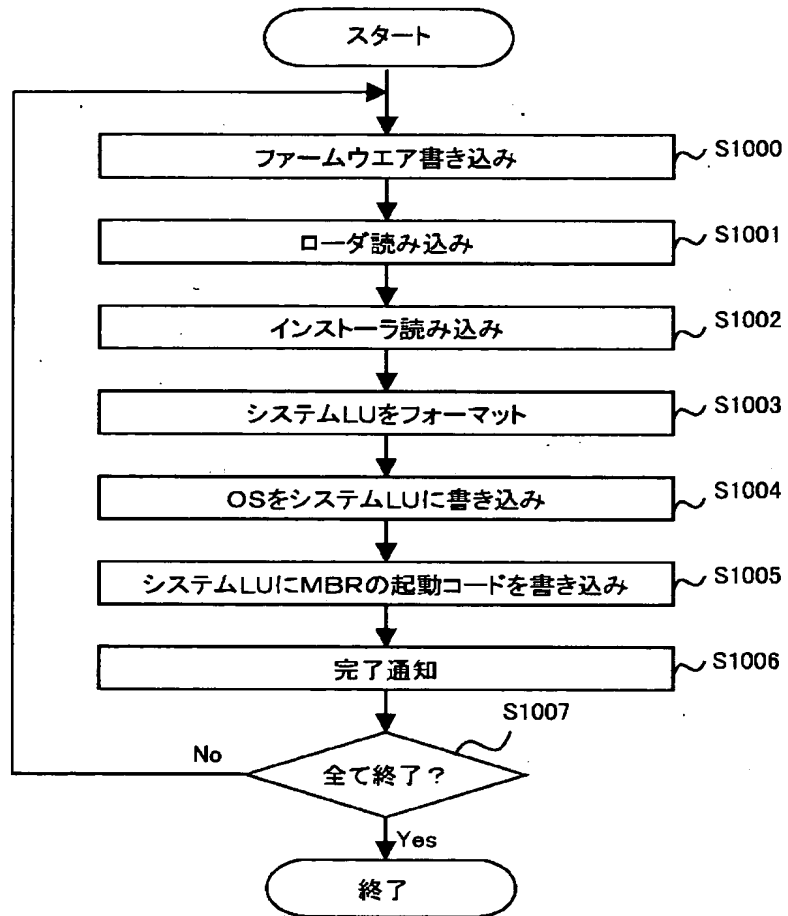 スタート
ファームウエア書き込み
S1000
ローダ読み込み
S1001
インストーラ読み込み
S1002
システムLUをフォーマット
S1003
OSをシステムLUに書き込み
S1004
システムLUにMBRの起動コードを書き込み
S1005
完了通知
S1006
S1007
No
全て終了?
Yes
終了